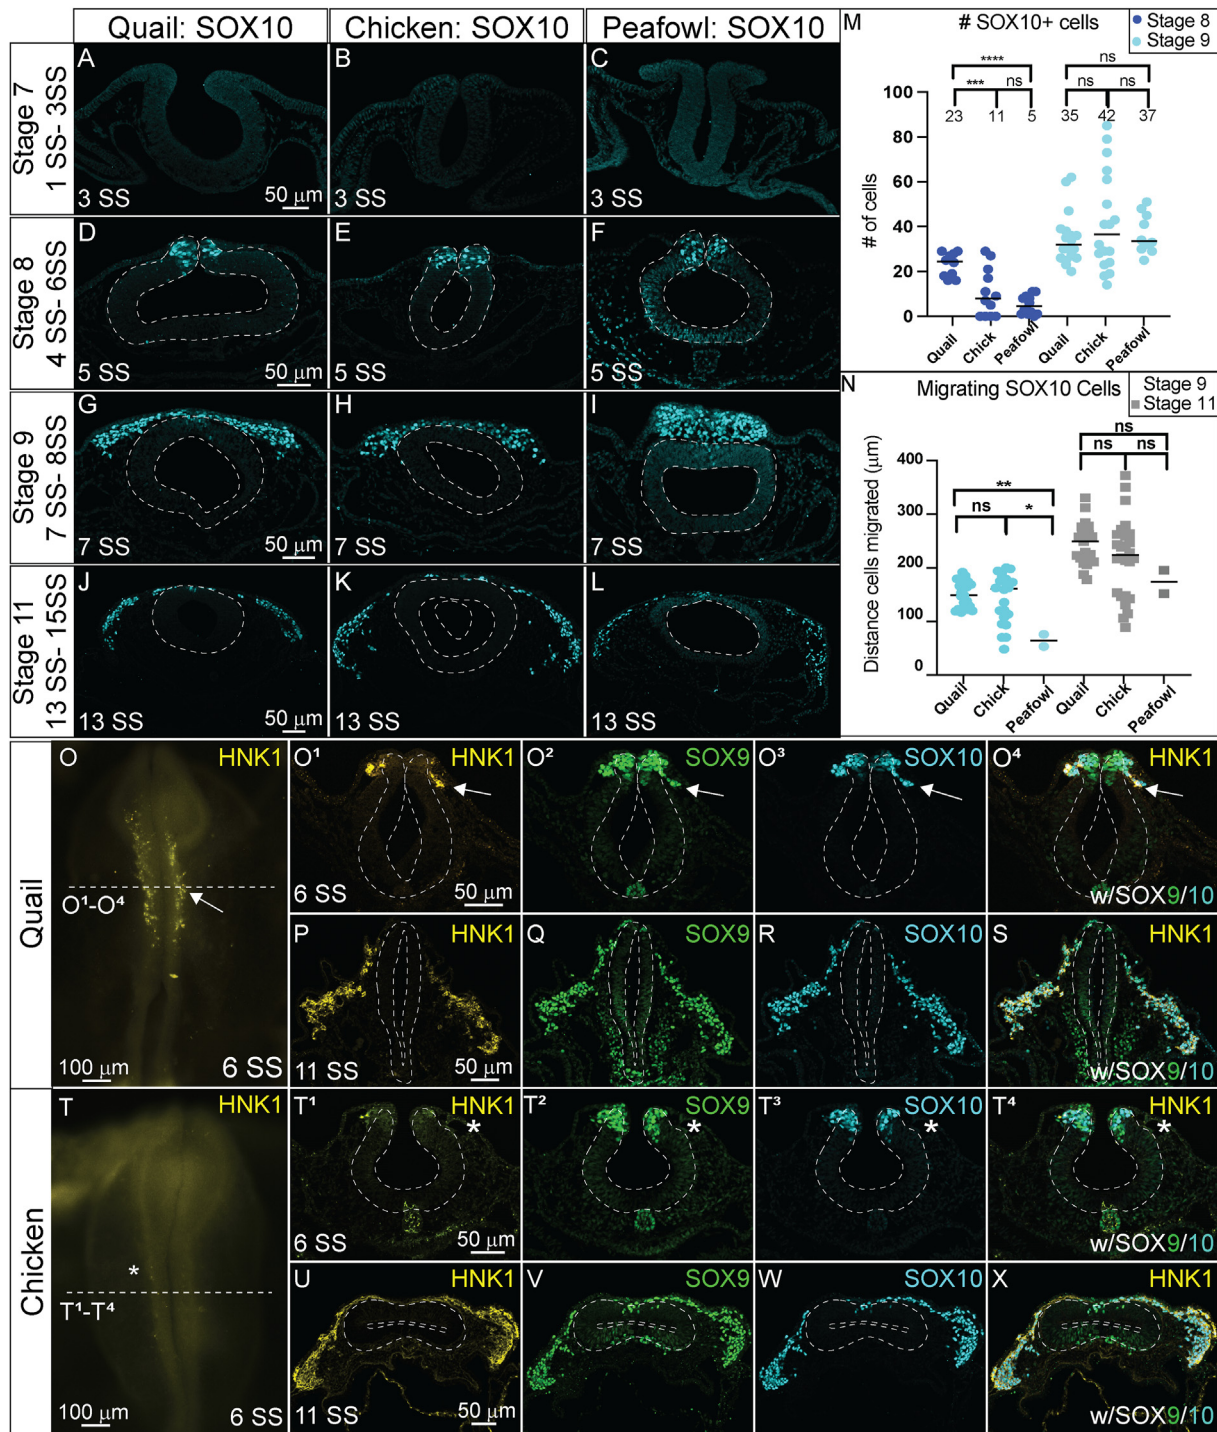 Quail: SOX10
Chicken: SOX10
Peafowl: SOX10
Stage 7
1 SS- 3SS
A
3 SS
50 µm
B
3 SS
C
3 SS
Stage 8
4 SS- 6SS
D
5 SS
50 µm
E
5 SS
F
5 SS
Stage 9
7 SS- 8SS
G
7 SS
50 µm
H
7 SS
I
7 SS
Stage 11
13 SS- 15SS
J
13 SS
50 µm
K
13 SS
L
13 SS
M
# SOX10+ cells
Stage 8
Stage 9
****
*** ns
23 11 5
ns
ns ns
35 42 37
# of cells
100
80
60
40
20
0
Quail Chick Peafowl Quail Chick Peafowl
N
Migrating SOX10 Cells
Stage 9
Stage 11
**
ns *
ns
ns ns
Distance cells migrated (µm)
400
300
200
100
0
Quail Chick Peafowl Quail Chick Peafowl
Quail
O
HNK1
O¹-O⁴
100 µm
6 SS
O¹
HNK1
6 SS
50 µm
O²
SOX9
O³
SOX10
O⁴
HNK1
w/SOX9/10
P
HNK1
11 SS
50 µm
Q
SOX9
R
SOX10
S
HNK1
w/SOX9/10
Chicken
T
HNK1
*
T¹-T⁴
100 µm
6 SS
T¹
HNK1
*
6 SS
50 µm
T²
SOX9
*
T³
SOX10
*
T⁴
HNK1
*
w/SOX9/10
U
HNK1
11 SS
50 µm
V
SOX9
W
SOX10
X
HNK1
w/SOX9/10